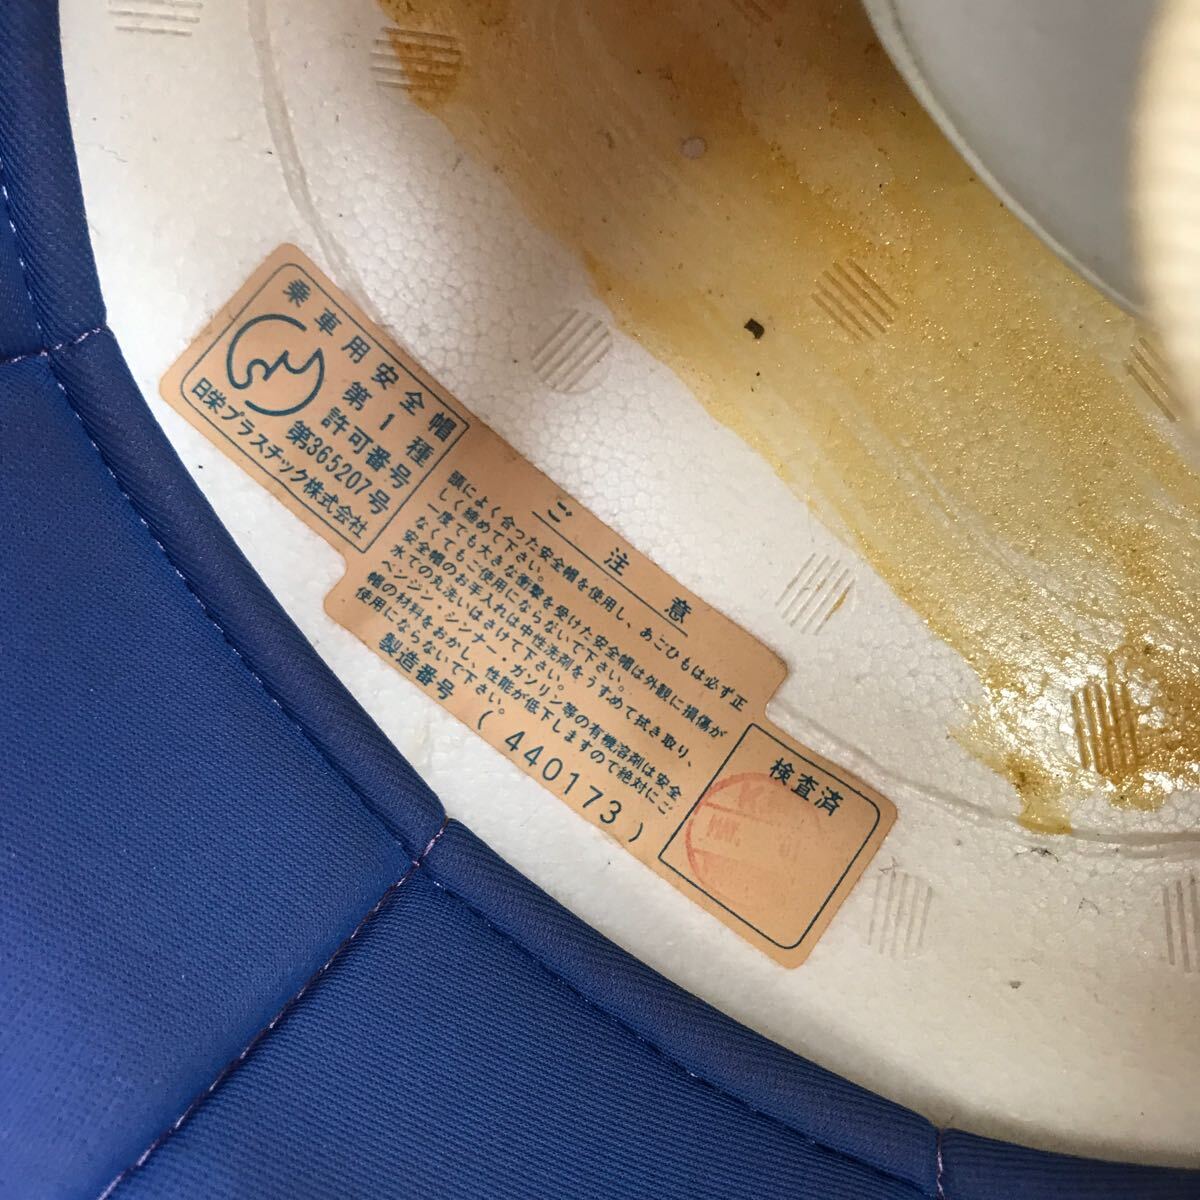 乗車用安全帽
第1種
許可番号
第365207号
日栄プラスチック株式会社
ご注意
頭によく合った安全帽を使用し、あごひもは必ず正
しく締めて下さい。
一度でも大きな衝撃を受けた安全帽は外観に損傷が
なくてもご使用にならないで下さい。
安全帽のお手入れは中性洗剤をうすめて拭き取り、
水での丸洗いはさけて下さい。
ベンジン・シンナー・ガソリン等の有機溶剤は安全
帽の材料をおかし、性能が低下しますので絶対にご
使用にならないで下さい。
製造番号 (440173)
検査済